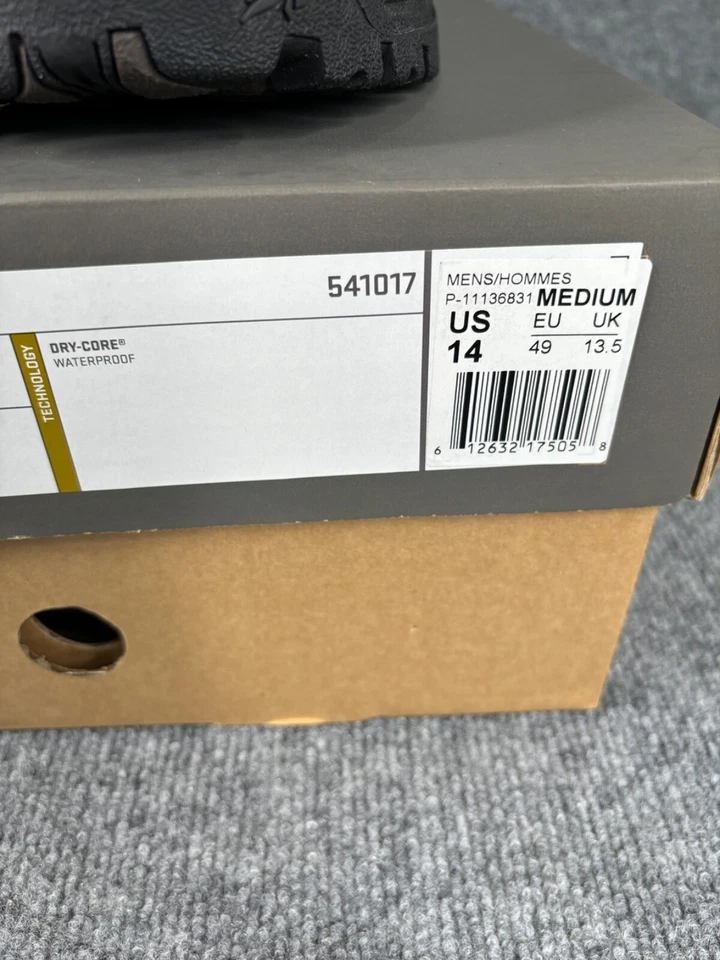 541017
TECHNOLOGY
DRY-CORE®
WATERPROOF
MENS/HOMMES
P-11136831 MEDIUM
US EU UK
14 49 13.5
6 12632 17505 8